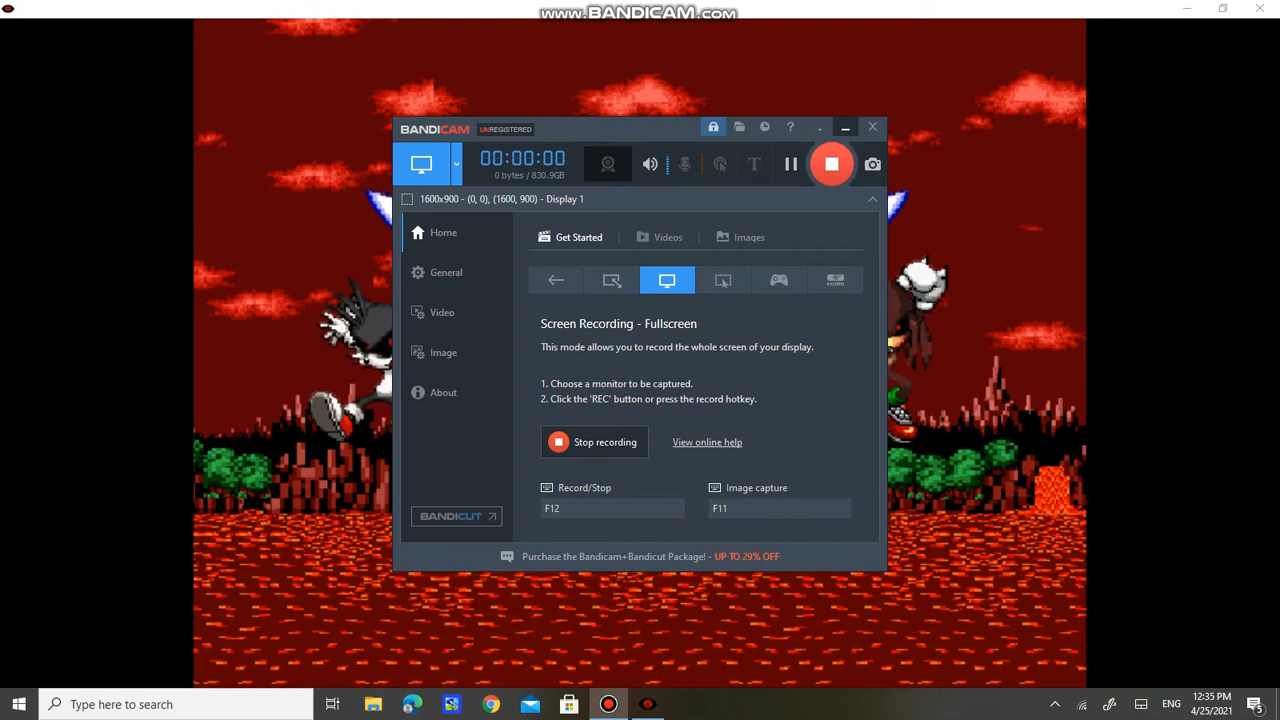 www.BANDICAM.com
BANDICAM UNREGISTERED
00:00:00
0 bytes / 830.9GB
1600x900 - (0, 0), (1600, 900) - Display 1
Home
General
Video
Image
About
BANDICUT
Get Started
Videos
Images
HDMI
Screen Recording - Fullscreen
This mode allows you to record the whole screen of your display.
1. Choose a monitor to be captured.
2. Click the 'REC' button or press the record hotkey.
Stop recording
View online help
Record/Stop
Image capture
F12
F11
Purchase the Bandicam+Bandicut Package! - UP TO 29% OFF
Type here to search
ENG
12:35 PM
4/25/2021
5